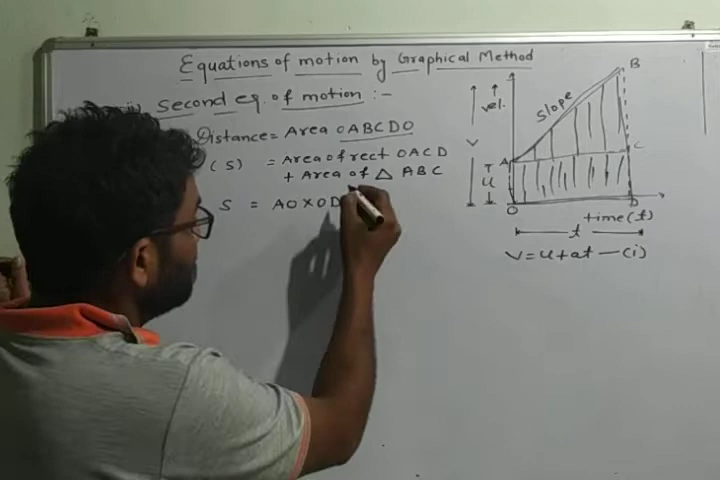 Equations of motion by Graphical Method
ii) Second eq. of motion :-
Distance = Area OABCDO
(S) = Area of rect OACD
+ Area of △ ABC
S = AO X OD
B
slope
vel.
V
A
C
u
O
D
time(t)
t
V=u+at —(i)